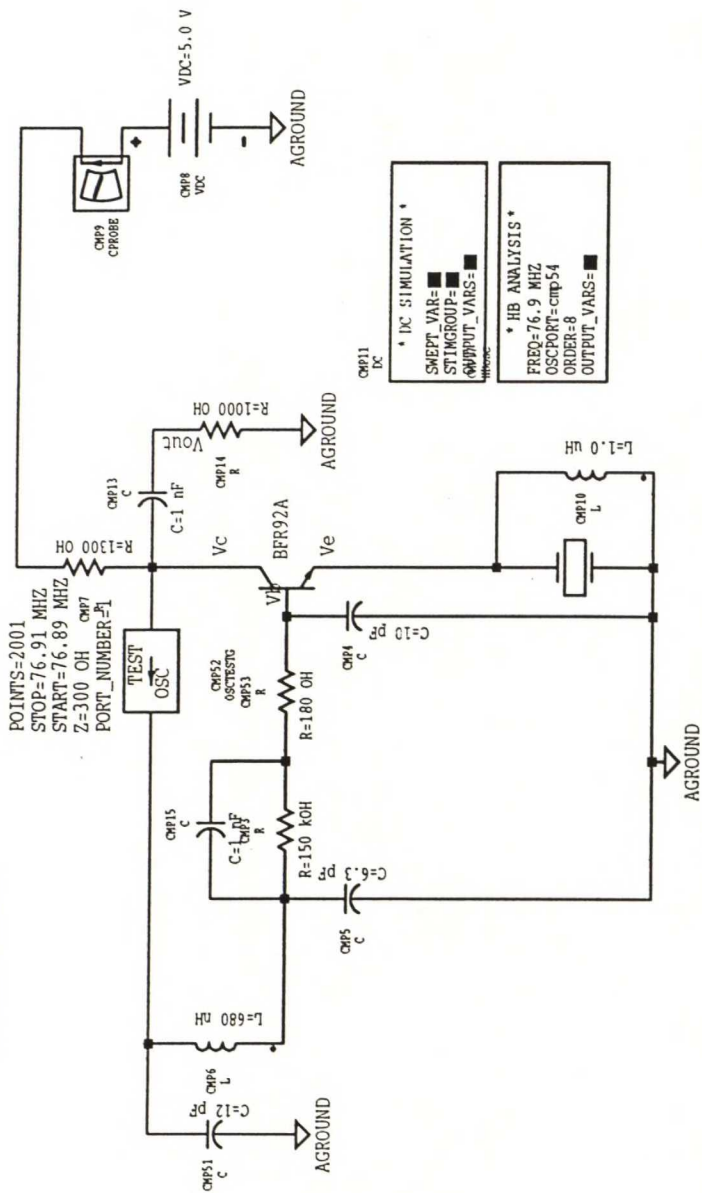 POINTS=2001
STOP=76.91 MHZ
START=76.89 MHZ
Z=300 OH
PORT_NUMBER=1
CMP7
R
R=1300 OH
TEST
OSC
CMP9
CPROBE
+
-
VDC=5.0 V
CMP8
VDC
AGROUND
CMP13
C
C=1 nF
Vout
R=1000 OH
CMP14
R
AGROUND
Vc
BFR92A
Vb
Ve
CMP52
OSCTESTG
CMP53
R
R=180 OH
CMP15
C
C=1 nF
CMP3
R
R=150 kOH
C=6.3 pF
CMP5
C
C=10 pF
CMP4
C
L=680 nH
CMP6
L
C=12 pF
CMP51
C
AGROUND
L=1.0 uH
CMP10
L
AGROUND
CMP11
DC
* DC SIMULATION *
SWEPT_VAR=
STIMGROUP=
OUTPUT_VARS=
* HB ANALYSIS *
FREQ=76.9 MHZ
OSCPORT=cmp54
ORDER=8
OUTPUT_VARS=